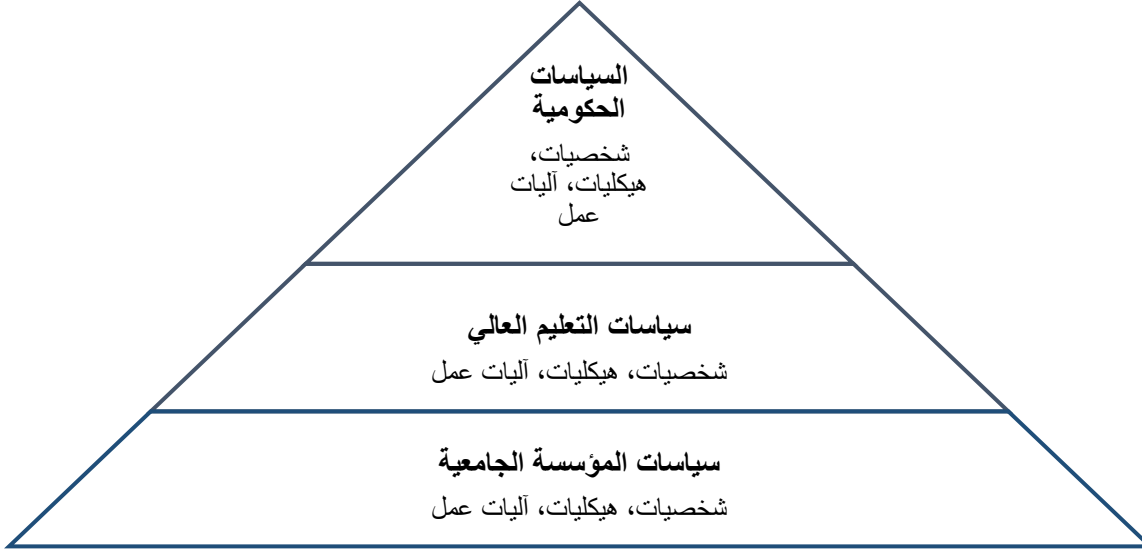 السياسات
الحكومية
شخصيات،
هيكليات، آليات
عمل
سياسات التعليم العالي
شخصيات، هيكليات، آليات عمل
سياسات المؤسسة الجامعية
شخصيات، هيكليات، آليات عمل